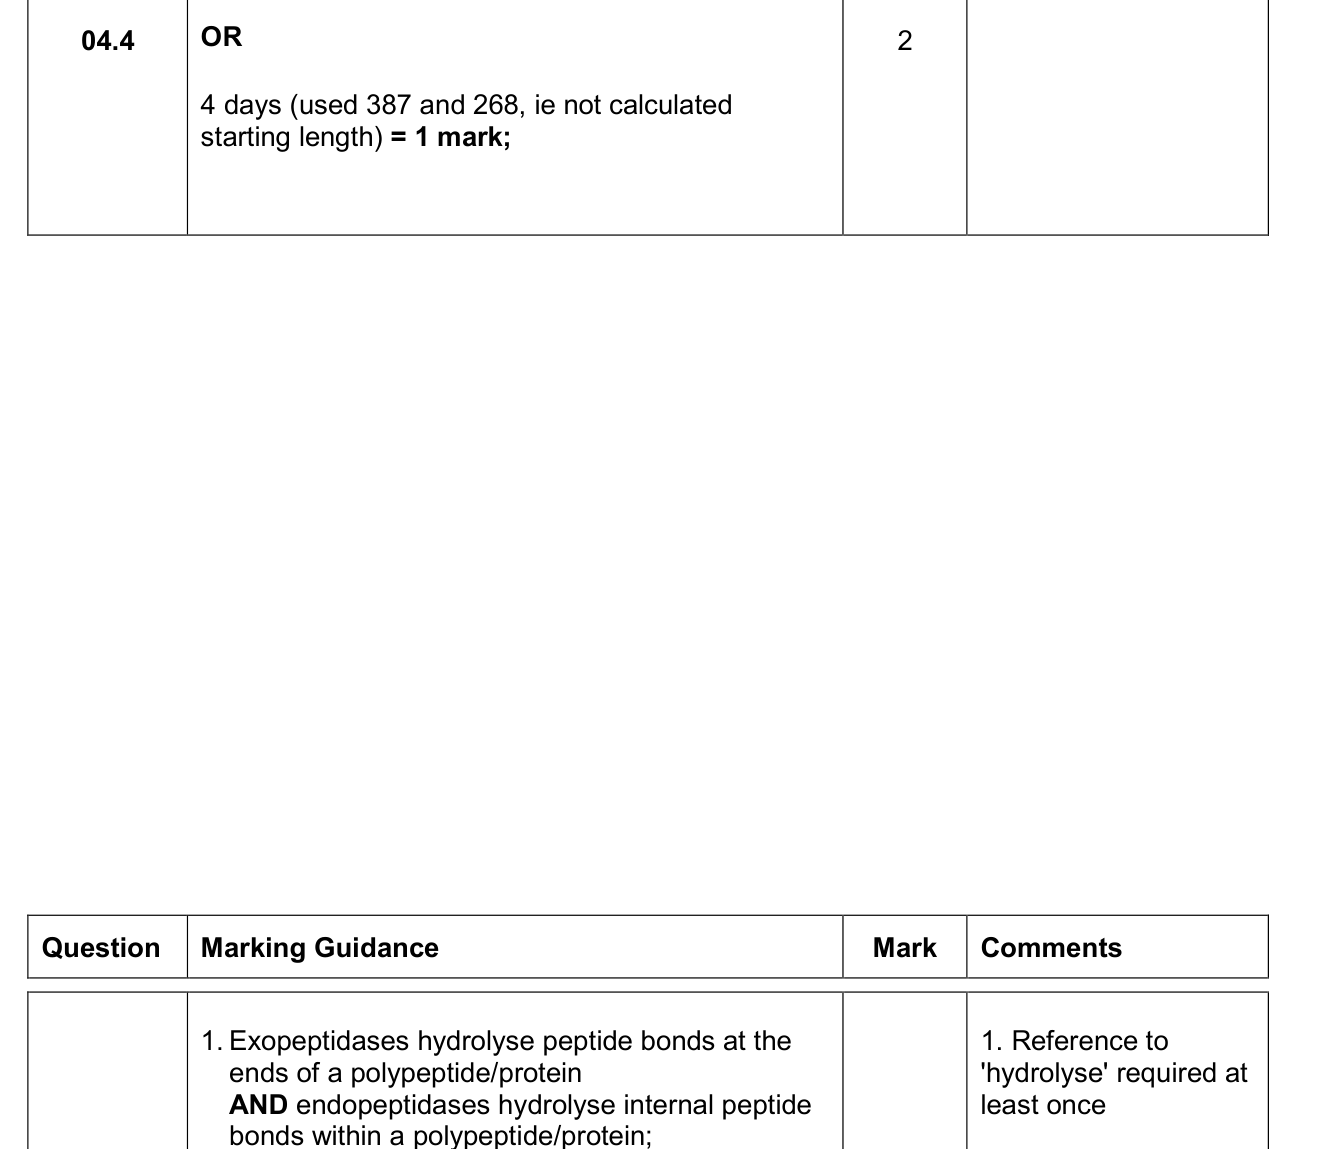 04.4
OR
2
4 days (used 387 and 268, ie not calculated
starting length) = 1 mark;
Question Marking Guidance Mark Comments
1. Exopeptidases hydrolyse peptide bonds at the
ends of a polypeptide/protein
AND endopeptidases hydrolyse internal peptide
bonds within a polypeptide/protein;
1. Reference to
'hydrolyse' required at
least once